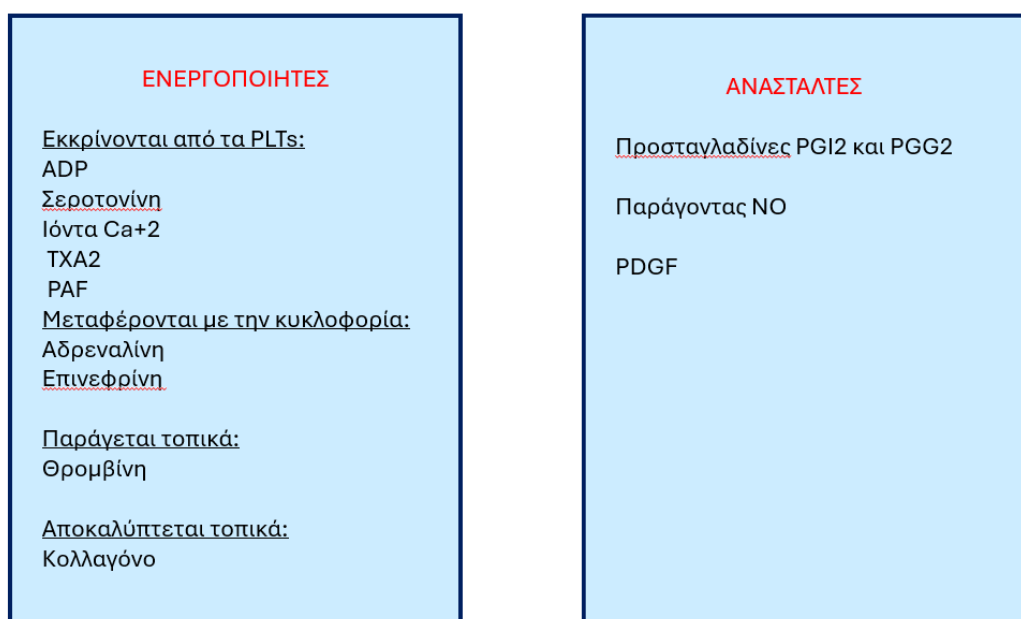 ΕΝΕΡΓΟΠΟΙΗΤΕΣ
Εκκρίνονται από τα PLTs:
ADP
Σεροτονίνη
Ιόντα Ca+2
TXA2
PAF
Μεταφέρονται με την κυκλοφορία:
Αδρεναλίνη
Επινεφρίνη
Παράγεται τοπικά:
Θρομβίνη
Αποκαλύπτεται τοπικά:
Κολλαγόνο
ΑΝΑΣΤΑΛΤΕΣ
Προσταγλαδίνες PGI2 και PGG2
Παράγοντας NO
PDGF